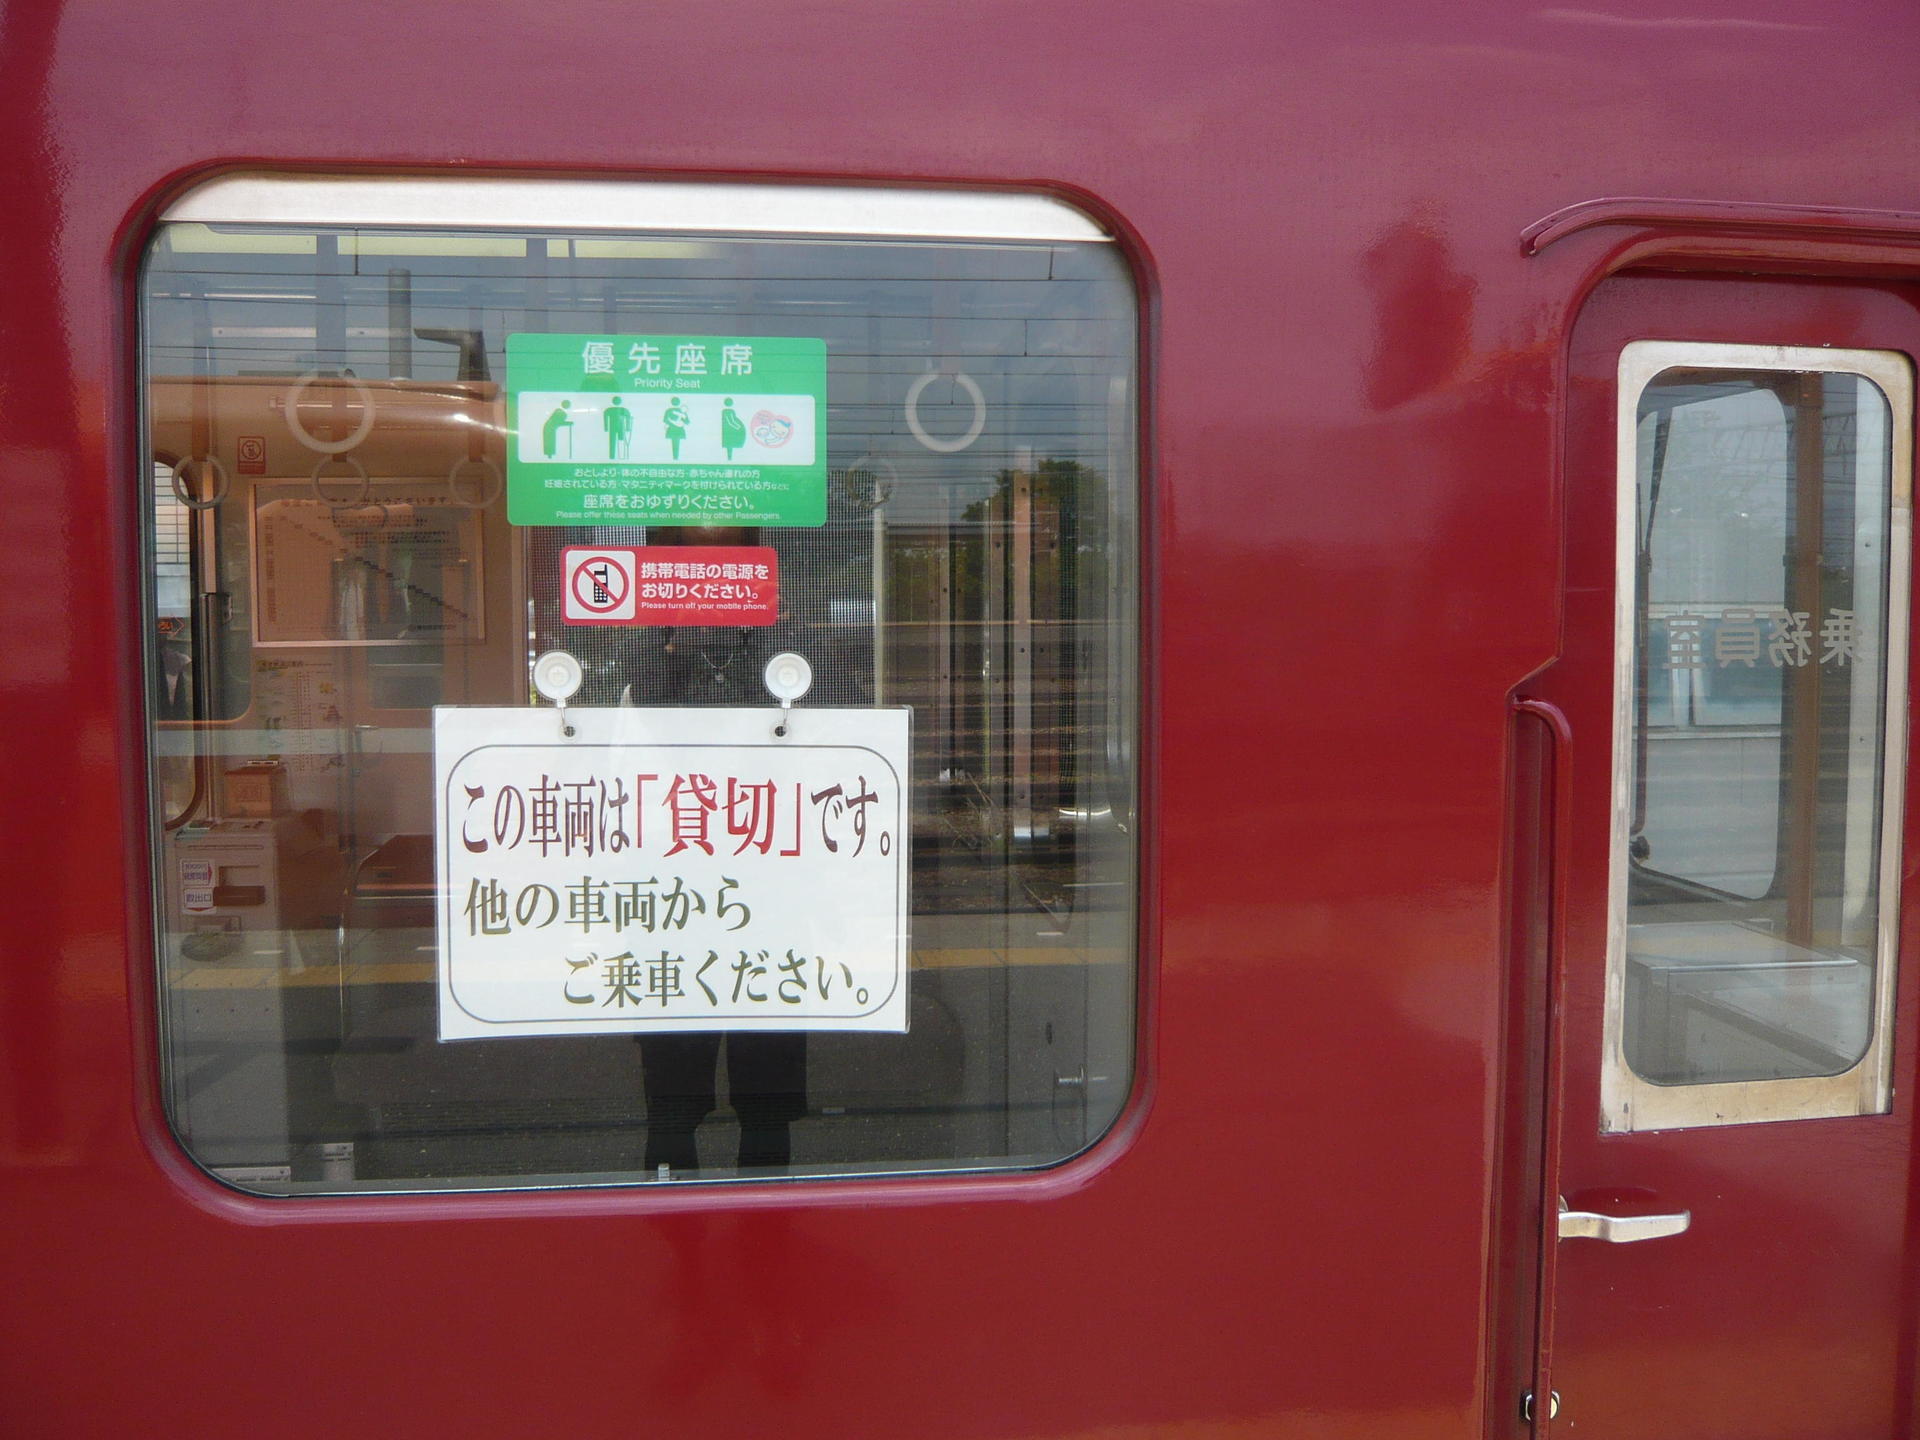 優先座席
Priority Seat
おとしより・体の不自由な方・赤ちゃん連れの方
妊娠されている方・マタニティマークを付けられている方などに
座席をおゆずりください。
Please offer these seats when needed by other Passengers.
携帯電話の電源を
お切りください。
Please turn off your mobile phone.
この車両は「貸切」です。
他の車両から
ご乗車ください。
乗務員室
取出口